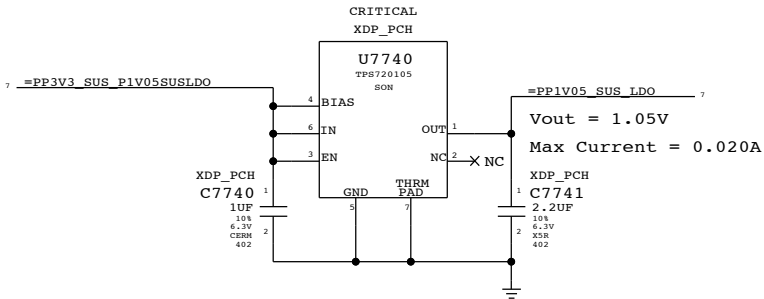 CRITICAL
XDP_PCH
U7740
TPS720105
SON
7 =PP3V3_SUS_P1V05SUSLDO
=PP1V05_SUS_LDO 7
Vout = 1.05V
Max Current = 0.020A
4 BIAS
6 IN
OUT 1
3 EN
NC 2 NC
THRM
GND PAD
5 7
XDP_PCH
C7740 1
1UF
10%
6.3V
CERM
402
2
XDP_PCH
1 C7741
2.2UF
10%
6.3V
X5R
402
2